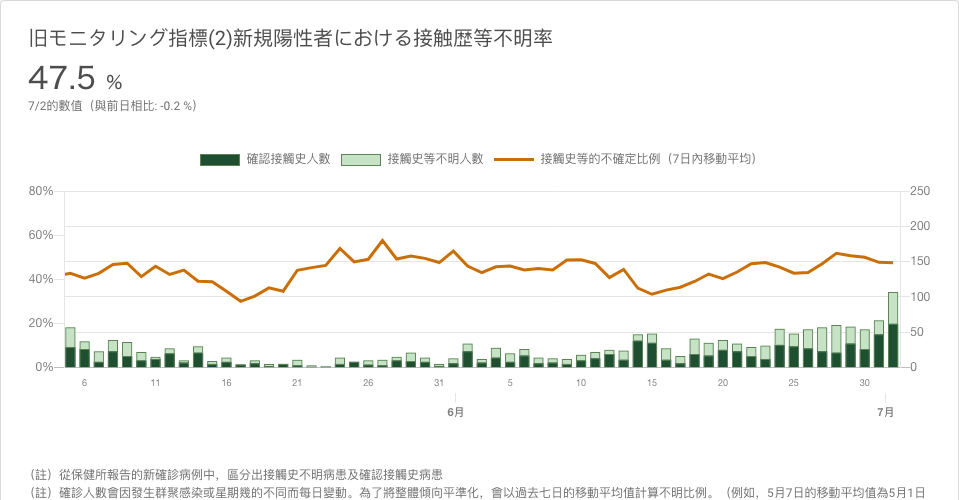 旧モニタリング指標(2)新規陽性者における接触歴等不明率
47.5 %
7/2的數值（與前日相比: -0.2 %）
確認接觸史人數 接觸史等不明人數 接觸史等的不確定比例（7日內移動平均）
80% 250
200
60%
150
40%
100
20%
50
0% 0
6 11 16 21 26 31 5 10 15 20 25 30
6月 7月
（註）從保健所報告的新確診病例中，區分出接觸史不明病患及確認接觸史病患
（註）確診人數會因發生群聚感染或星期幾的不同而每日變動。為了將整體傾向平準化，會以過去七日的移動平均值計算不明比例。（例如，5月7日的移動平均值為5月1日